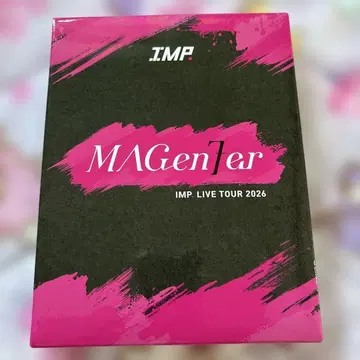 IMP.
MAGen7er
IMP. LIVE TOUR 2026